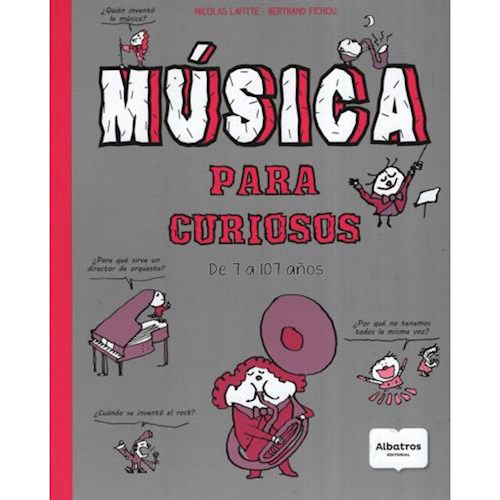 NICOLAS LAFITTE - BERTRAND FICHOU
¿Quién inventó
la música?
MÚSICA
PARA
CURIOSOS
De 7 a 107 años
¿Para qué sirve un
director de orquesta?
¿Por qué no tenemos
todos la misma voz?
¿Cuándo se inventó el rock?
Albatros
EDITORIAL